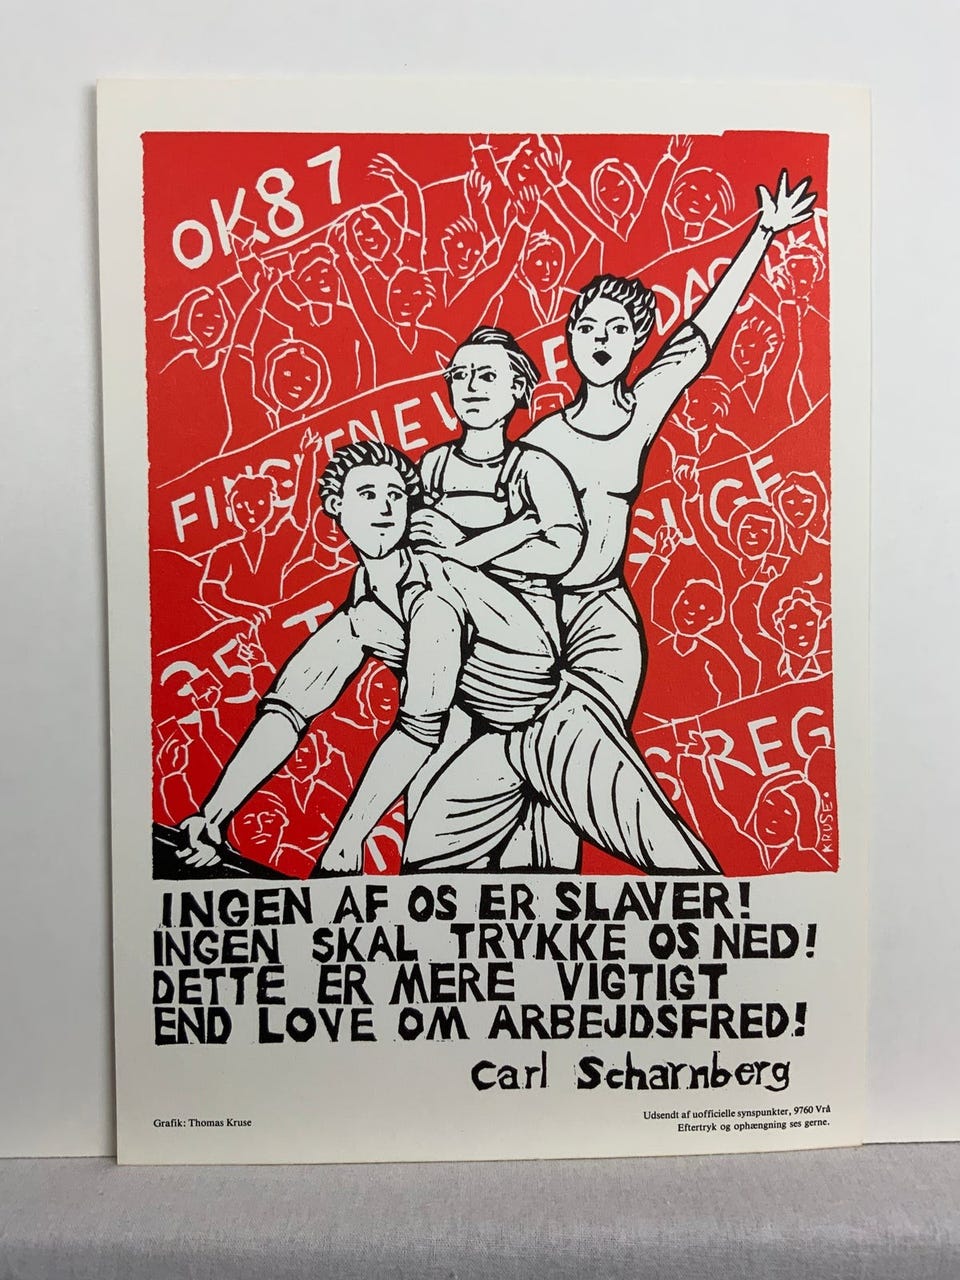 OK87
35 T
REG
KRUSE.
INGEN AF OS ER SLAVER!
INGEN SKAL TRYKKE OS NED!
DETTE ER MERE VIGTIGT
END LOVE OM ARBEJDSFRED!
Carl Scharnberg
Grafik: Thomas Kruse
Udsendt af uofficielle synspunkter, 9760 Vrå
Eftertryk og ophængning ses gerne.